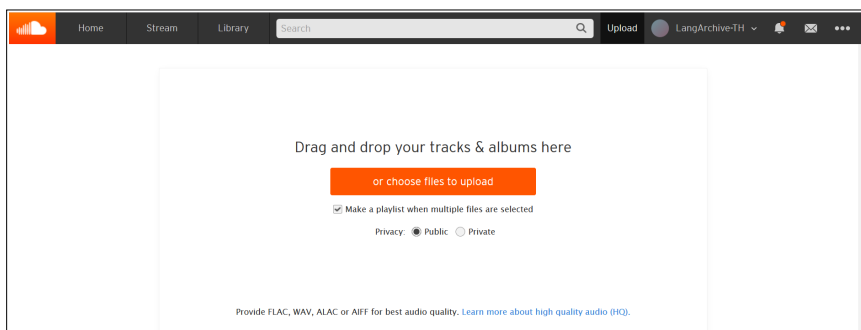 Home Stream Library Search Upload LangArchive-TH
Drag and drop your tracks & albums here
or choose files to upload
Make a playlist when multiple files are selected
Privacy: Public Private
Provide FLAC, WAV, ALAC or AIFF for best audio quality. Learn more about high quality audio (HQ).